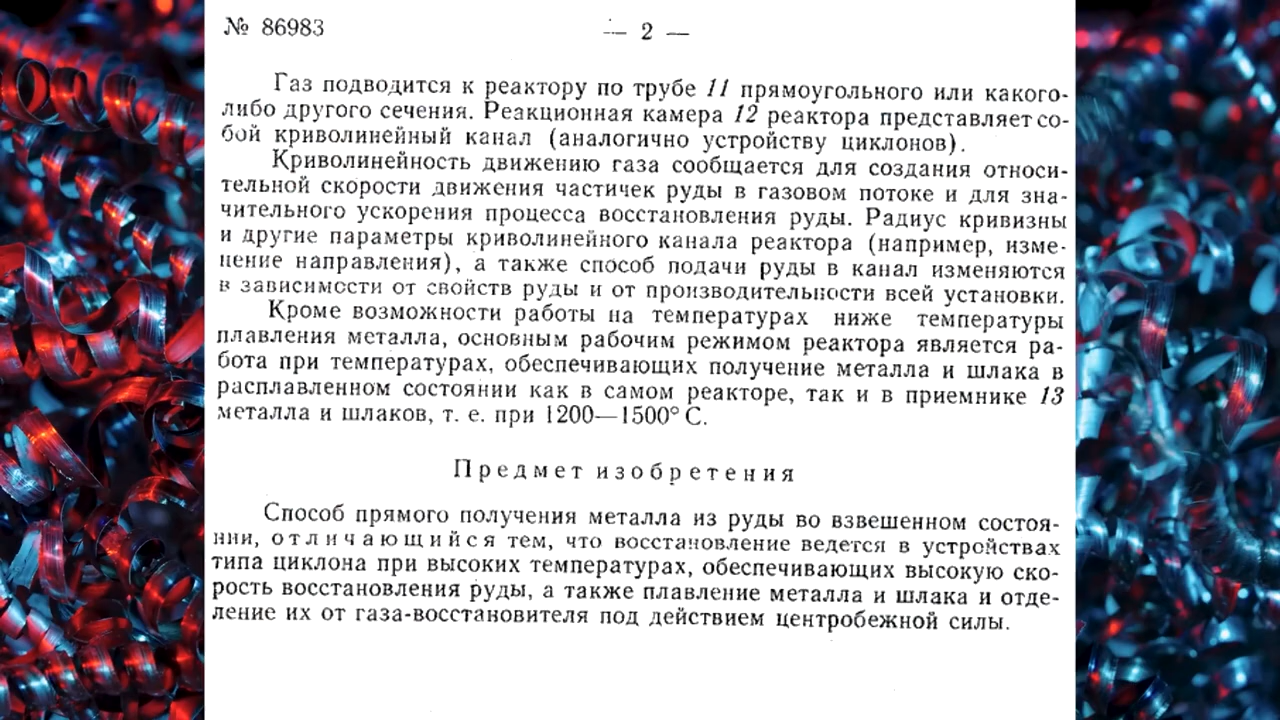 № 86983
— 2 —
Газ подводится к реактору по трубе 11 прямоугольного или какого-
либо другого сечения. Реакционная камера 12 реактора представляет со-
бой криволинейный канал (аналогично устройству циклонов).
Криволинейность движению газа сообщается для создания относи-
тельной скорости движения частичек руды в газовом потоке и для зна-
чительного ускорения процесса восстановления руды. Радиус кривизны
и другие параметры криволинейного канала реактора (например, изме-
нение направления), а также способ подачи руды в канал изменяются
в зависимости от свойств руды и от производительности всей установки.
Кроме возможности работы на температурах ниже температуры
плавления металла, основным рабочим режимом реактора является ра-
бота при температурах, обеспечивающих получение металла и шлака в
расплавленном состоянии как в самом реакторе, так и в приемнике 13
металла и шлаков, т. е. при 1200—1500° С.
Предмет изобретения
Способ прямого получения металла из руды во взвешенном состоя-
нии, отличающийся тем, что восстановление ведется в устройствах
типа циклона при высоких температурах, обеспечивающих высокую ско-
рость восстановления руды, а также плавление металла и шлака и отде-
ление их от газа-восстановителя под действием центробежной силы.